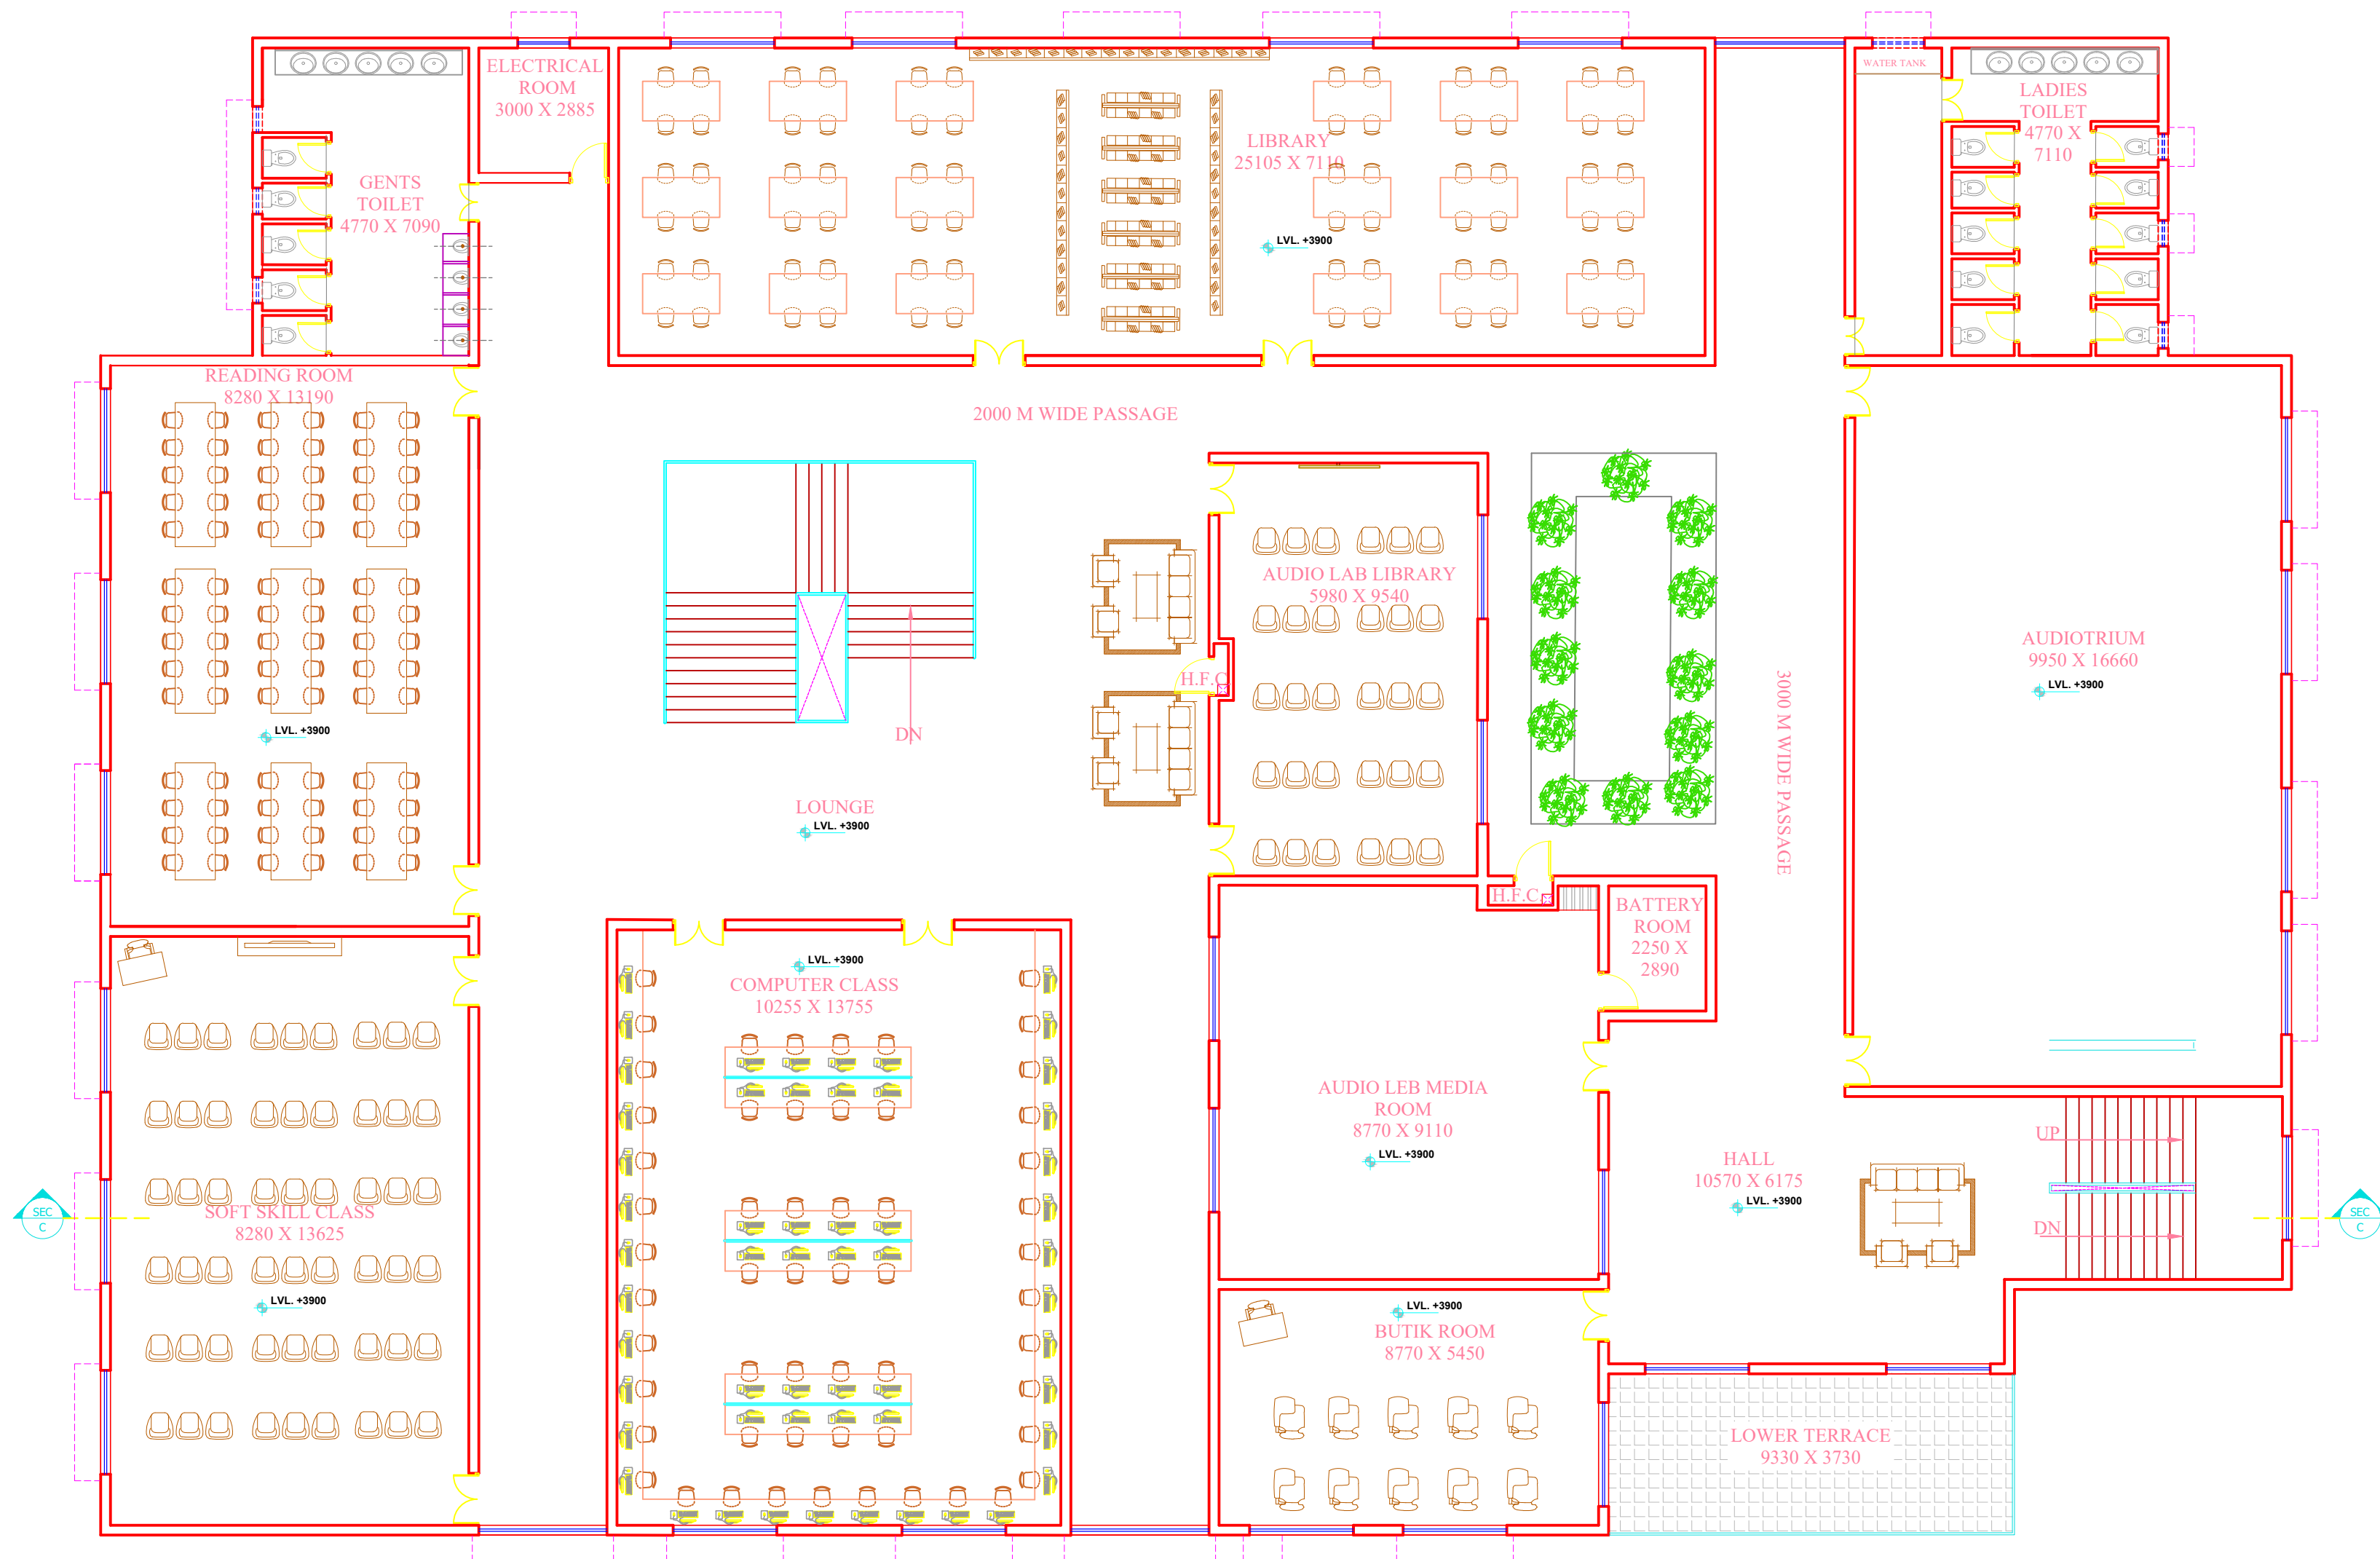 ELECTRICAL
ROOM
3000 X 2885
WATER TANK
LADIES
TOILET
4770 X
7110
LIBRARY
25105 X 7110
LVL. +3900
GENTS
TOILET
4770 X 7090
READING ROOM
8280 X 13190
LVL. +3900
2000 M WIDE PASSAGE
DN
LOUNGE
LVL. +3900
AUDIO LAB LIBRARY
5980 X 9540
H.F.C
3000 M WIDE PASSAGE
AUDIOTRIUM
9950 X 16660
LVL. +3900
H.F.C.
BATTERY
ROOM
2250 X
2890
LVL. +3900
COMPUTER CLASS
10255 X 13755
AUDIO LEB MEDIA
ROOM
8770 X 9110
LVL. +3900
HALL
10570 X 6175
LVL. +3900
UP
DN
SEC
C
SOFT SKILL CLASS
8280 X 13625
LVL. +3900
SEC
C
LVL. +3900
BUTIK ROOM
8770 X 5450
LOWER TERRACE
9330 X 3730